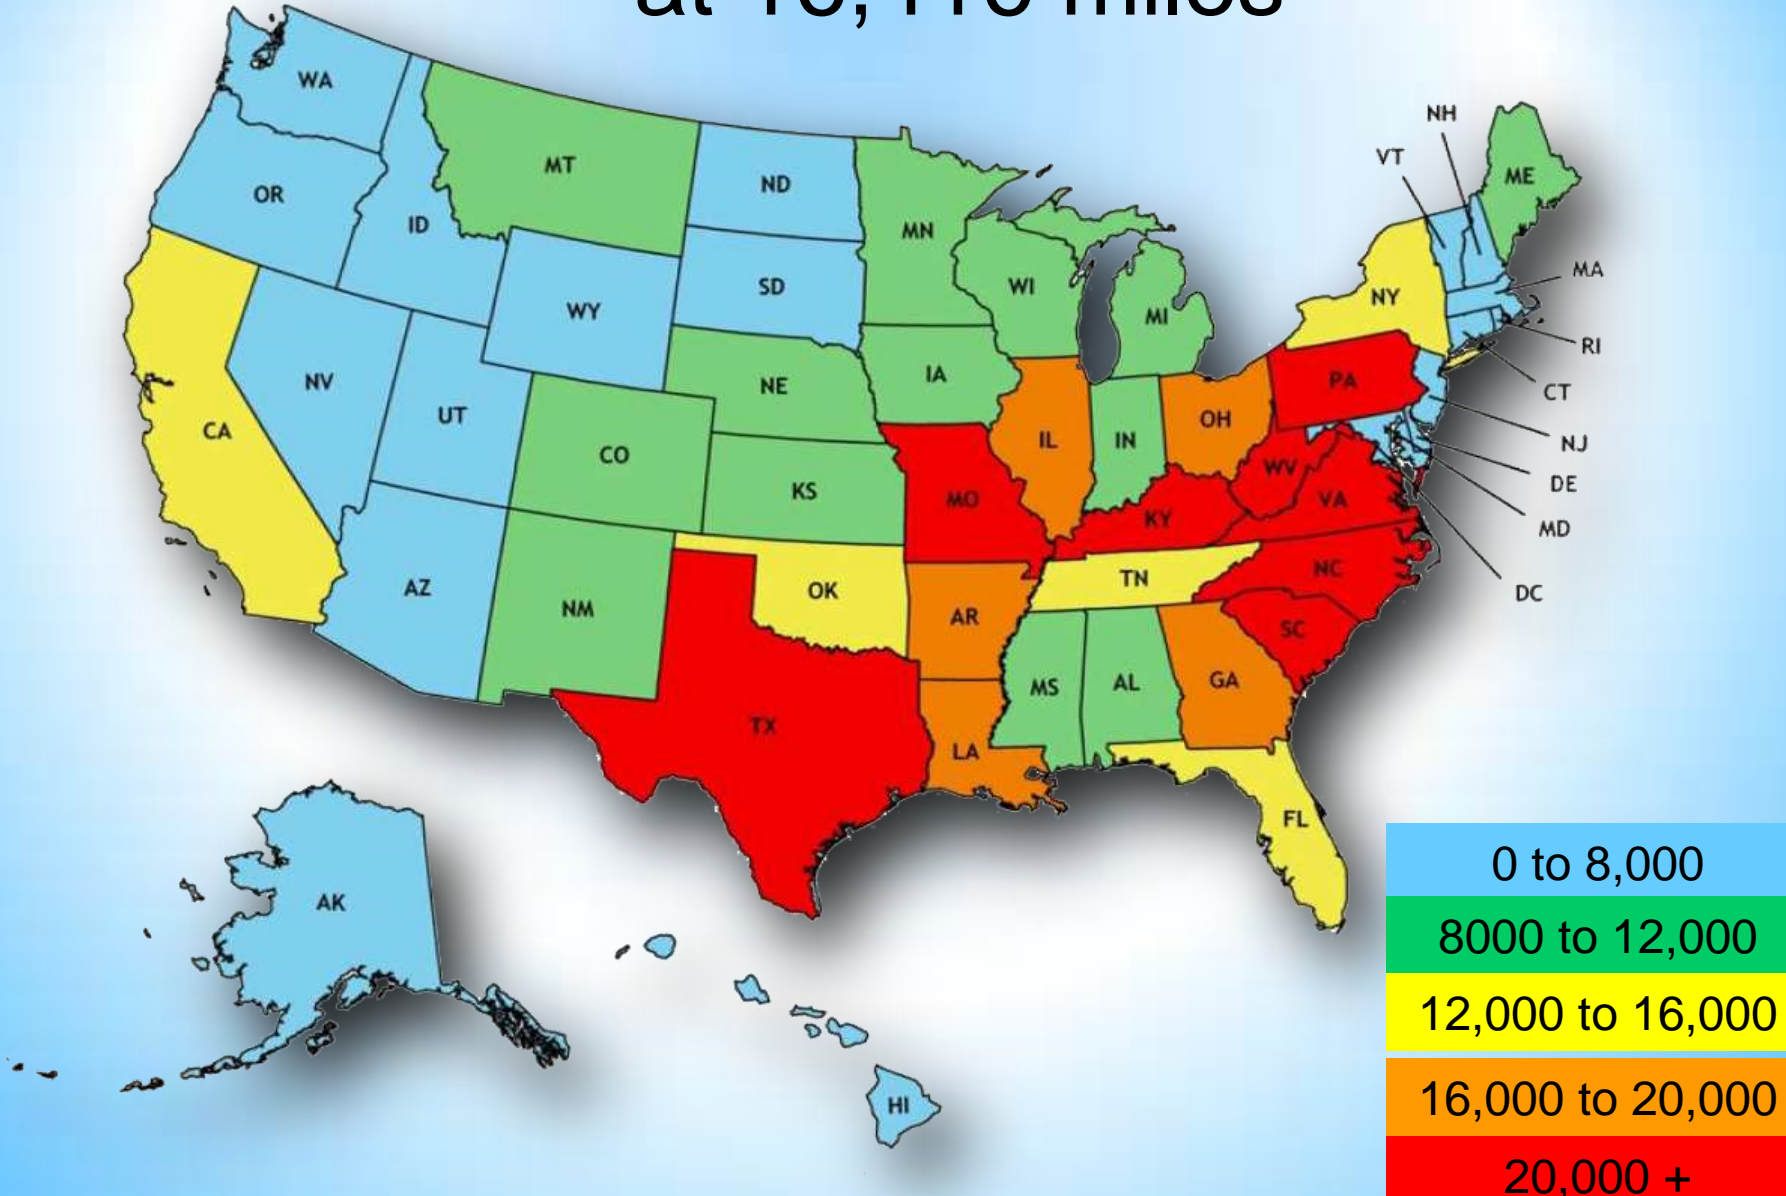 WA
NH
VT
MT
ME
ND
OR
ID
MN
MA
SD
WI
NY
WY
MI
RI
NV
NE
IA
PA
CT
UT
CA
OH
IL
IN
NJ
CO
WV
DE
KS
MO
VA
KY
MD
NC
TN
AZ
OK
DC
NM
AR
SC
GA
MS
AL
TX
LA
FL
0 to 8,000
AK
8000 to 12,000
12,000 to 16,000
HI
16,000 to 20,000
20,000 +